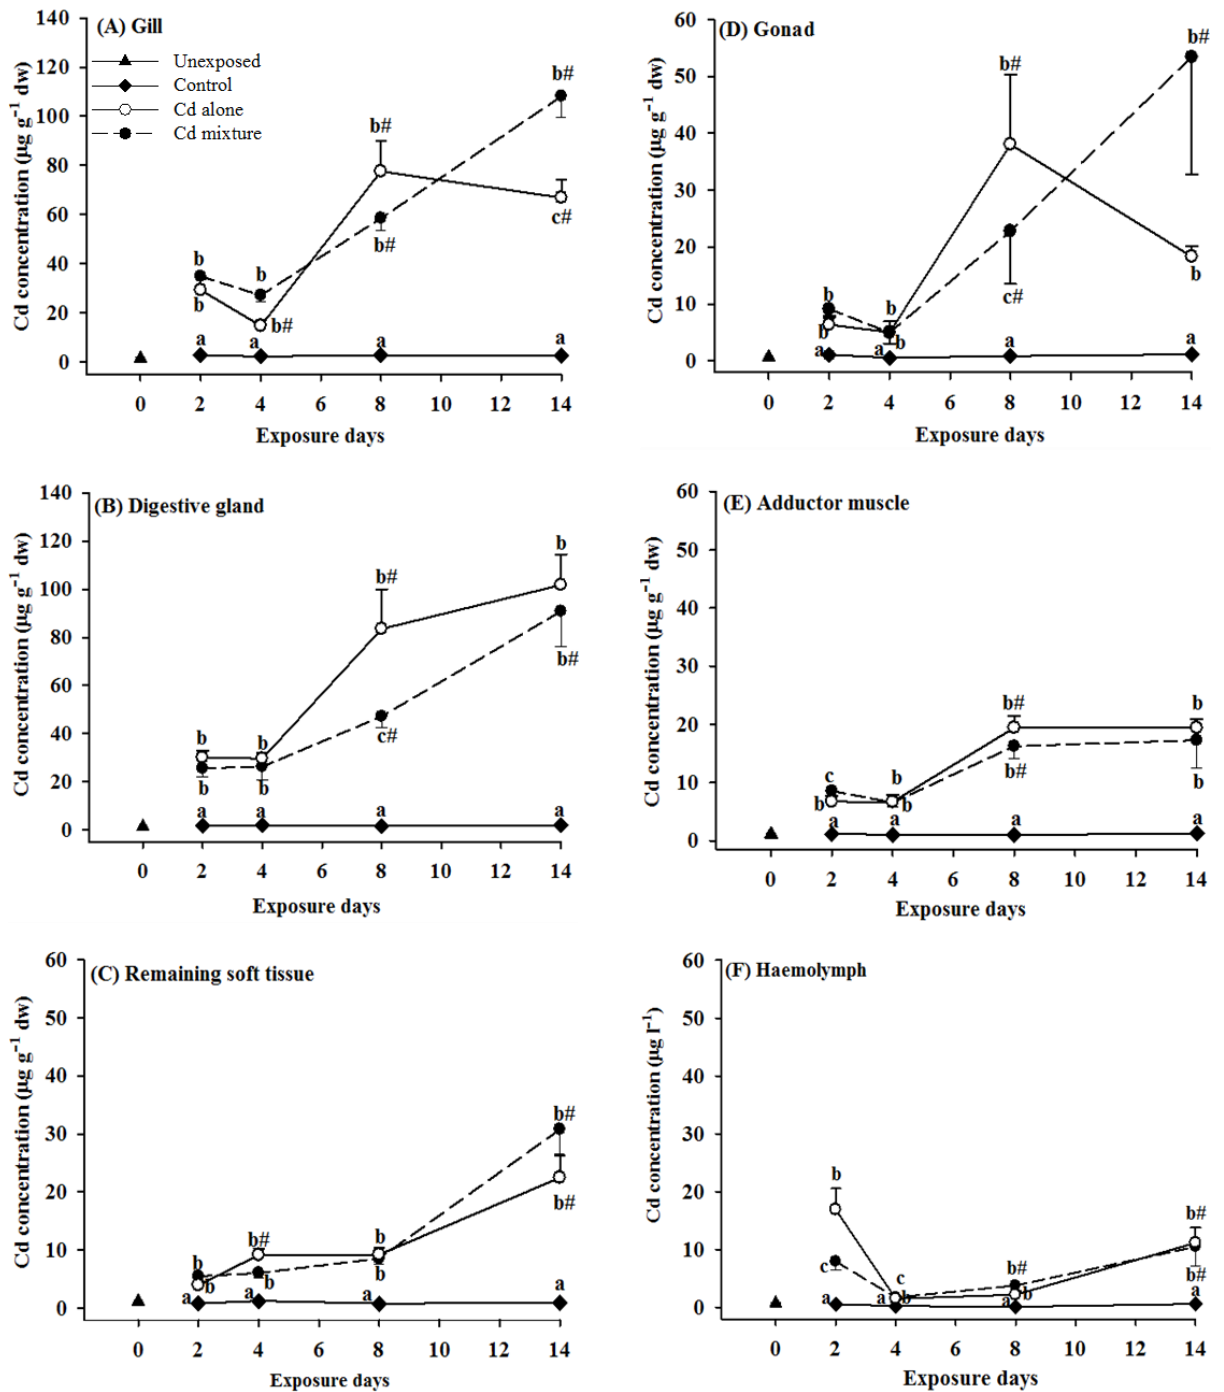 (A) Gill
Unexposed
Control
Cd alone
Cd mixture
Cd concentration (µg g⁻¹ dw)
140
120
100
80
60
40
20
0
b b b b# b# b# b# c#
a a a a
0 2 4 6 8 10 12 14
Exposure days
(D) Gonad
Cd concentration (µg g⁻¹ dw)
60
50
40
30
20
10
0
b b b b b# c# b# b
a a a a
0 2 4 6 8 10 12 14
Exposure days
(B) Digestive gland
Cd concentration (µg g⁻¹ dw)
140
120
100
80
60
40
20
0
b b b b b# c# b b#
a a a a
0 2 4 6 8 10 12 14
Exposure days
(E) Adductor muscle
Cd concentration (µg g⁻¹ dw)
60
50
40
30
20
10
0
c b b b b# b# b b
a a a a
0 2 4 6 8 10 12 14
Exposure days
(C) Remaining soft tissue
Cd concentration (µg g⁻¹ dw)
60
50
40
30
20
10
0
b b b# b b b b# b#
a a a a
0 2 4 6 8 10 12 14
Exposure days
(F) Haemolymph
Cd concentration (µg l⁻¹)
60
50
40
30
20
10
0
b c c b b# b b# b#
a a a a
0 2 4 6 8 10 12 14
Exposure days